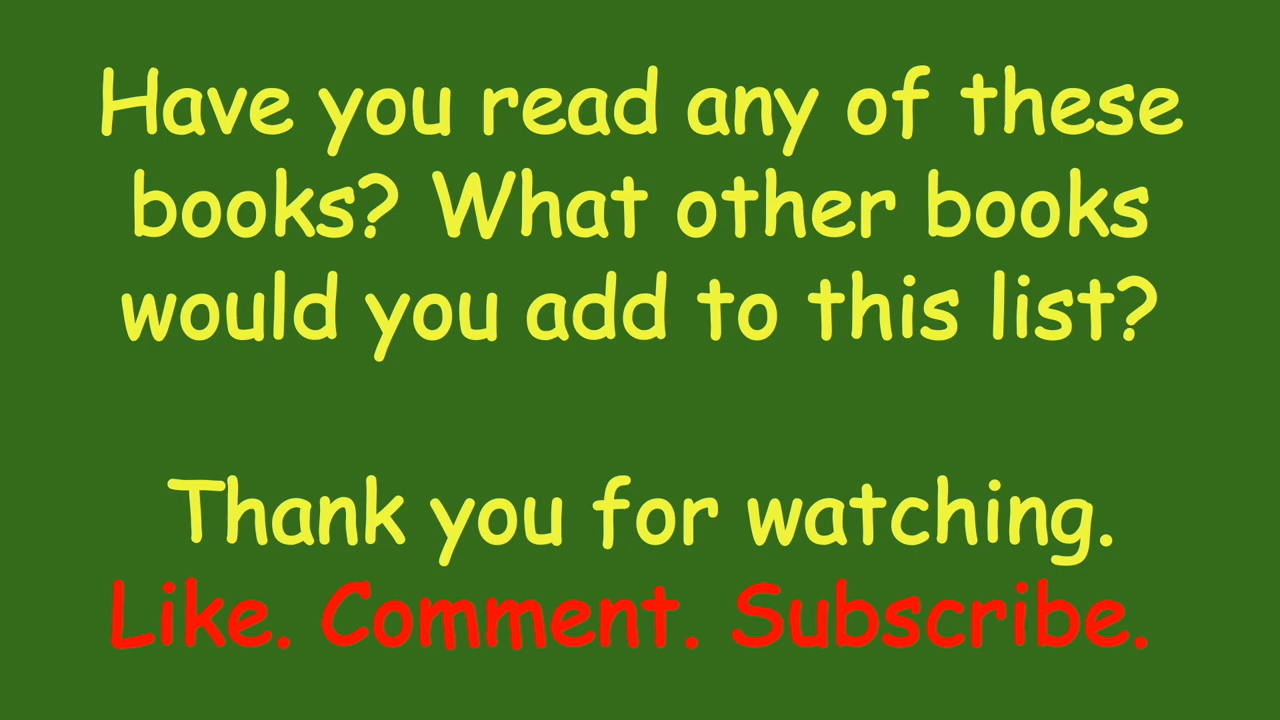 Have you read any of these
books? What other books
would you add to this list?
Thank you for watching.
Like. Comment. Subscribe.